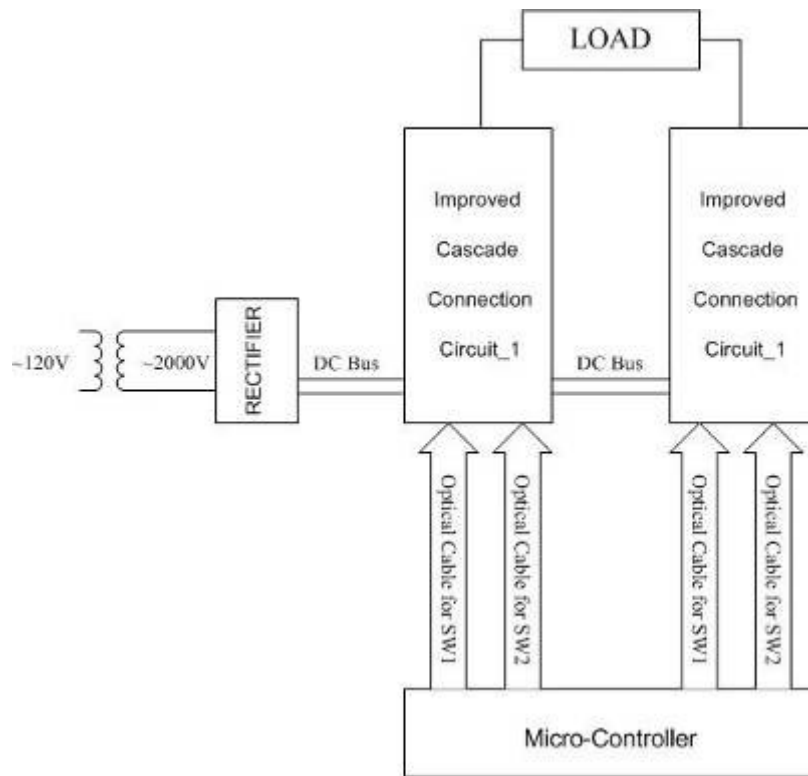 LOAD
Improved
Cascade
Connection
Circuit_1
Improved
Cascade
Connection
Circuit_1
~120V
~2000V
RECTIFIER
DC Bus
DC Bus
Optical Cable for SW1
Optical Cable for SW2
Optical Cable for SW1
Optical Cable for SW2
Micro-Controller